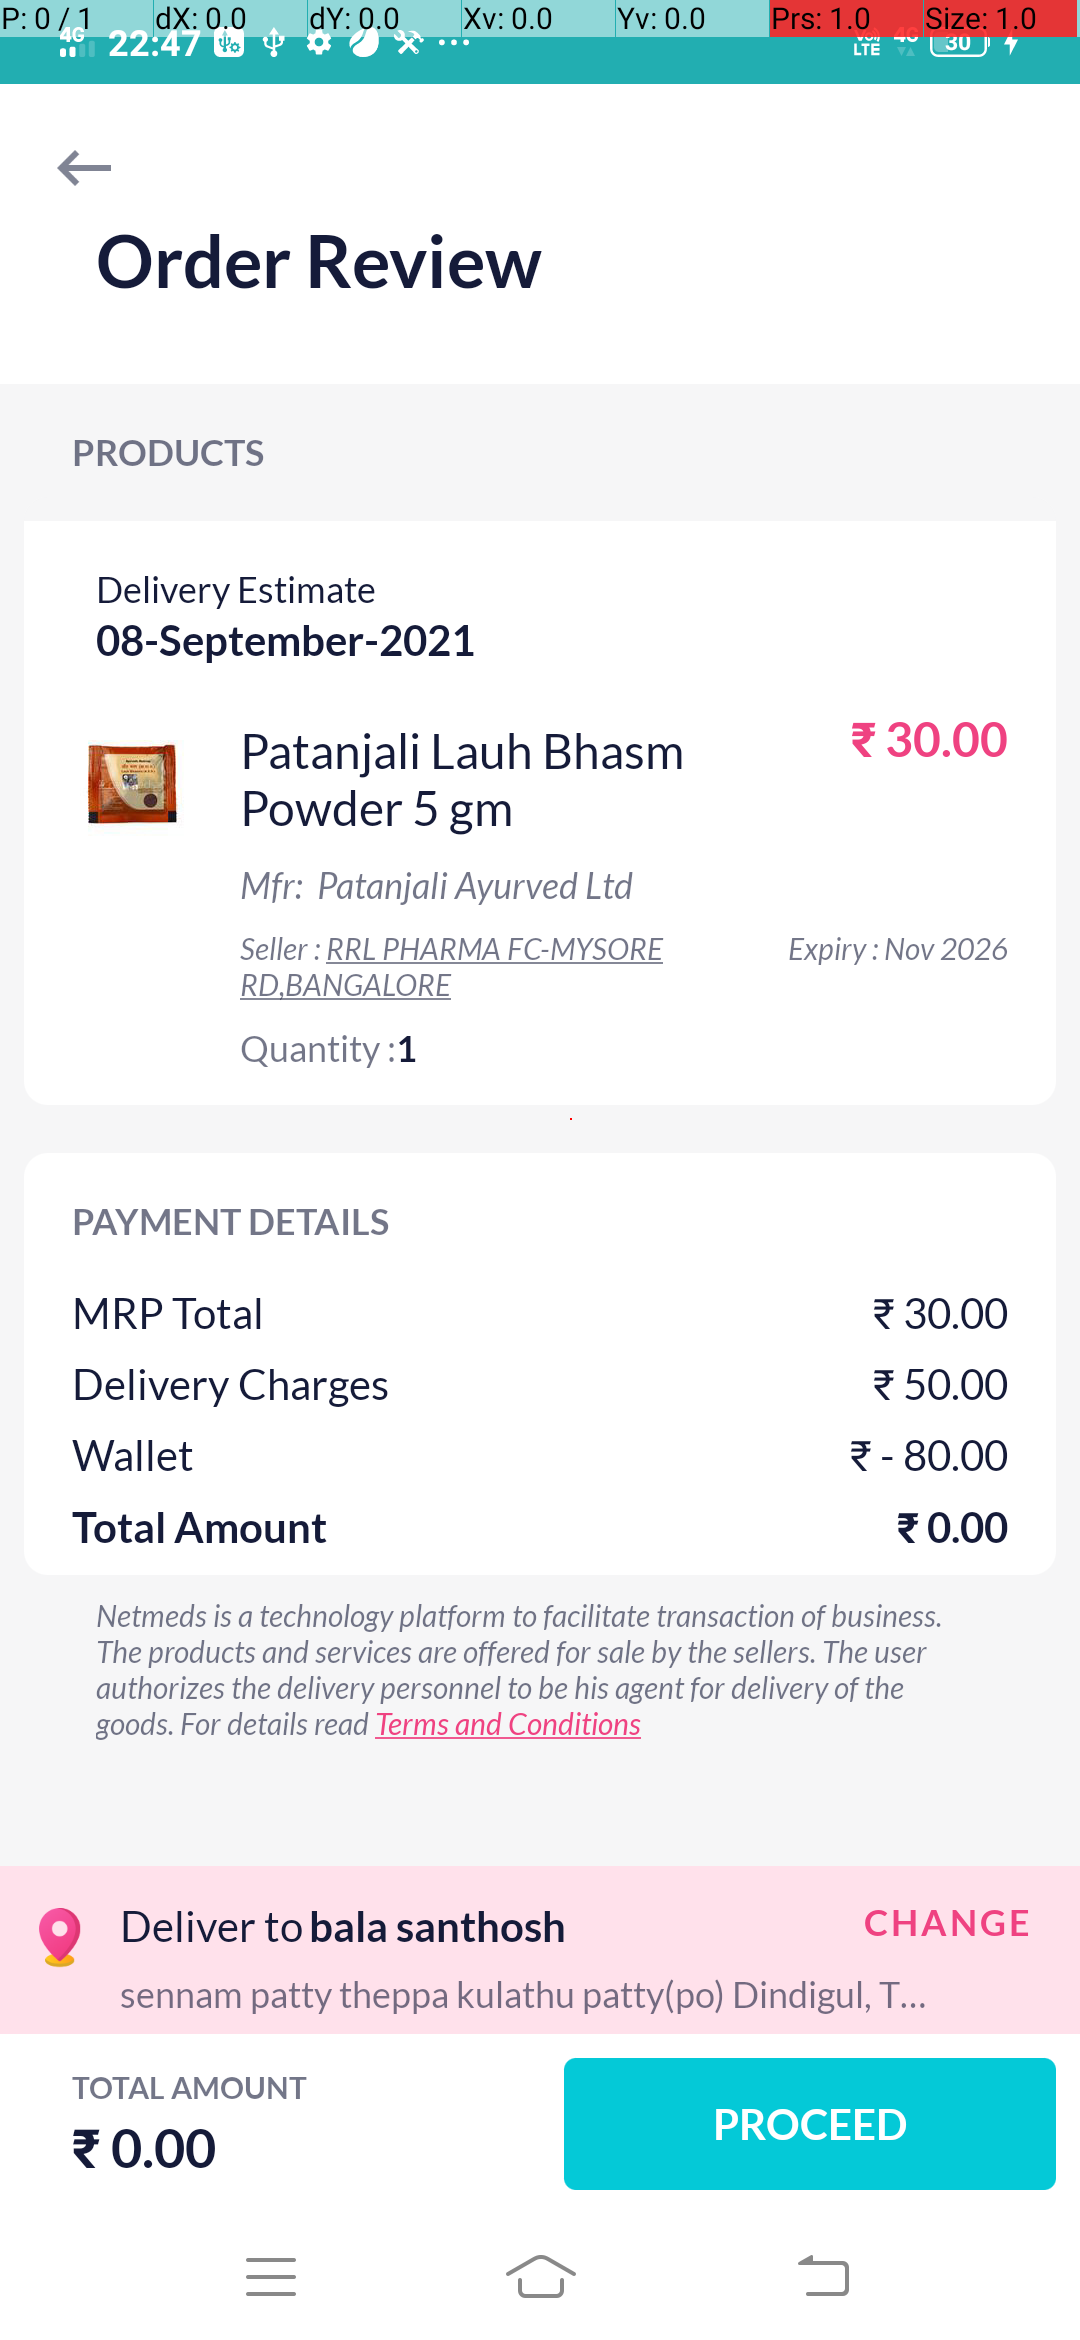 P: 0 / 1 dX: 0.0 dY: 0.0 Xv: 0.0 Yv: 0.0 Prs: 1.0 Size: 1.0
4G 22:47 VoLTE 4G 30
Order Review
PRODUCTS
Delivery Estimate
08-September-2021
Patanjali Lauh Bhasm ₹ 30.00
Powder 5 gm
Mfr: Patanjali Ayurved Ltd
Seller : RRL PHARMA FC-MYSORE Expiry : Nov 2026
RD,BANGALORE
Quantity :1
PAYMENT DETAILS
MRP Total ₹ 30.00
Delivery Charges ₹ 50.00
Wallet ₹ - 80.00
Total Amount ₹ 0.00
Netmeds is a technology platform to facilitate transaction of business.
The products and services are offered for sale by the sellers. The user
authorizes the delivery personnel to be his agent for delivery of the
goods. For details read Terms and Conditions
Deliver to bala santhosh CHANGE
sennam patty theppa kulathu patty(po) Dindigul, T...
TOTAL AMOUNT
₹ 0.00
PROCEED